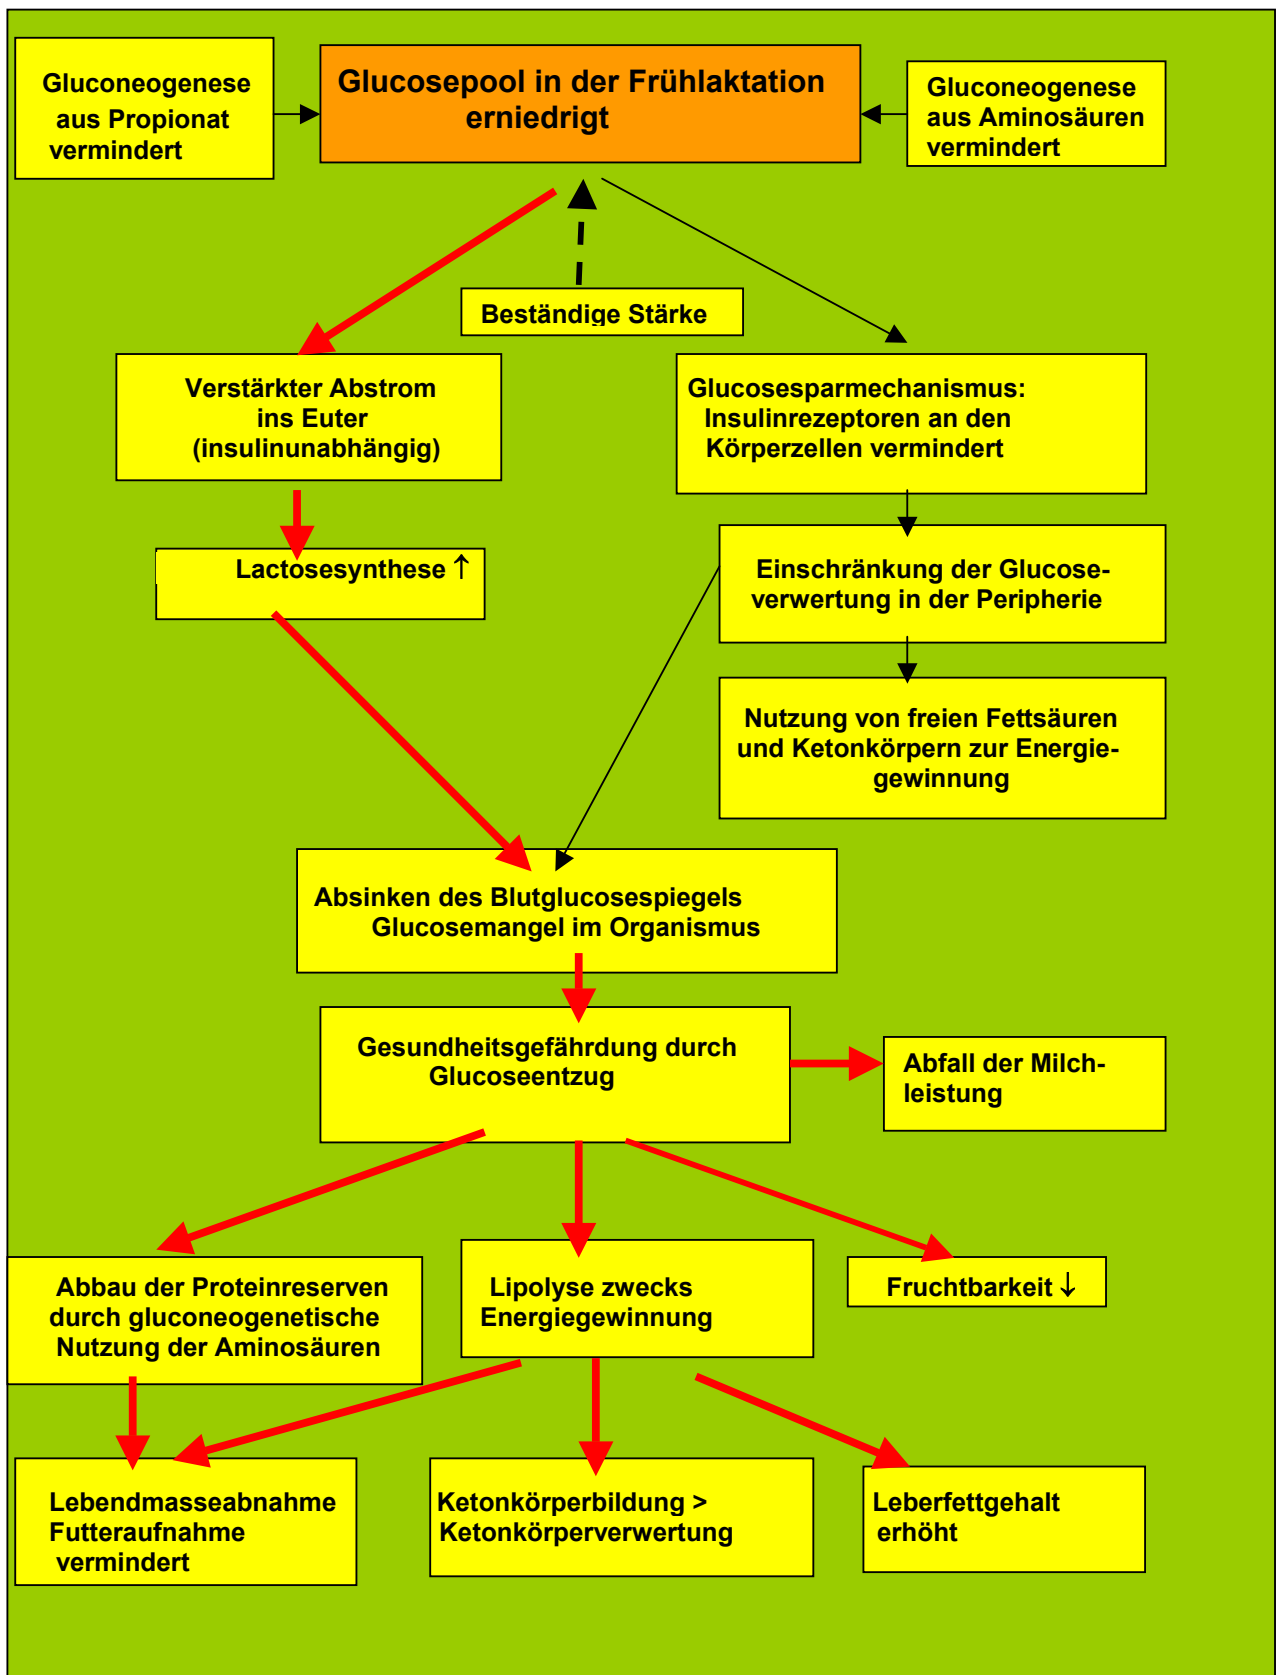 Gluconeogenese
aus Propionat
vermindert
Glucosepool in der Frühlaktation
erniedrigt
Gluconeogenese
aus Aminosäuren
vermindert
Beständige Stärke
Verstärkter Abstrom
ins Euter
(insulinunabhängig)
Glucosesparmechanismus:
Insulinrezeptoren an den
Körperzellen vermindert
Lactosesynthese ↑
Einschränkung der Glucose-
verwertung in der Peripherie
Nutzung von freien Fettsäuren
und Ketonkörpern zur Energie-
gewinnung
Absinken des Blutglucosespiegels
Glucosemangel im Organismus
Gesundheitsgefährdung durch
Glucoseentzug
Abfall der Milch-
leistung
Abbau der Proteinreserven
durch gluconeogenetische
Nutzung der Aminosäuren
Lipolyse zwecks
Energiegewinnung
Fruchtbarkeit ↓
Lebendmasseabnahme
Futteraufnahme
vermindert
Ketonkörperbildung >
Ketonkörperverwertung
Leberfettgehalt
erhöht